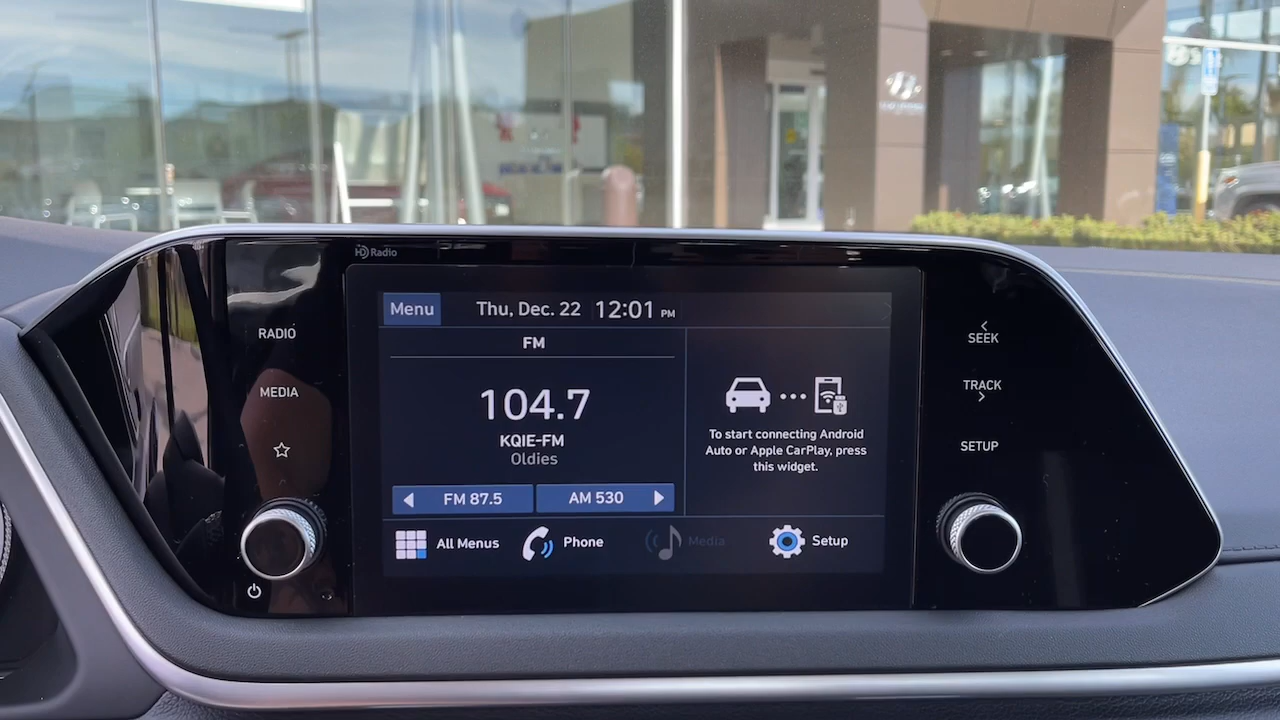 HD Radio
RADIO
MEDIA
Menu
Thu, Dec. 22 12:01 PM
FM
104.7
KQIE-FM
Oldies
FM 87.5
AM 530
To start connecting Android
Auto or Apple CarPlay, press
this widget.
All Menus
Phone
Media
Setup
SEEK
TRACK
SETUP